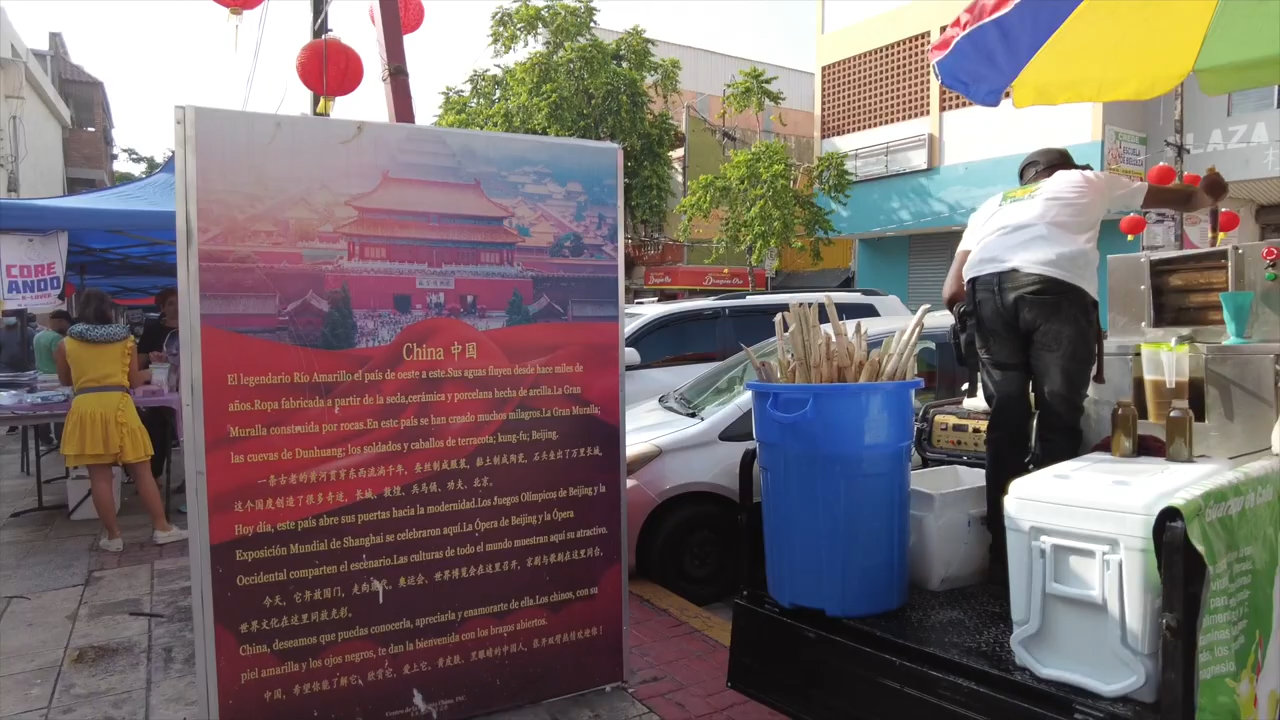 CORE
ANDO
China 中国
El legendario Río Amarillo el país de oeste a este.Sus aguas fluyen desde hace miles de
años.Ropa fabricada a partir de la seda,cerámica y porcelana hecha de arcilla.La Gran
Muralla construida por rocas.En este país se han creado muchos milagros.La Gran Muralla;
las cuevas de Dunhuang; los soldados y caballos de terracota; kung-fu; Beijing.
一条古老的黄河贯穿东西流淌千年，蚕丝制成服装，黏土制成陶瓷，石头垒出了万里长城。
这个国度创造了很多奇迹，长城、敦煌、兵马俑、功夫、北京。
Hoy día, este país abre sus puertas hacia la modernidad.Los Juegos Olímpicos de Beijing y la
Exposición Mundial de Shanghai se celebraron aquí.La Ópera de Beijing y la Ópera
Occidental comparten el escenario.Las culturas de todo el mundo muestran aquí su atractivo.
今天，它开放国门，走向现代，奥运会、世界博览会在这里召开，京剧与歌剧在这里同台，
世界文化在这里同放光彩。
China, deseamos que puedas conocerla, apreciarla y enamorarte de ella.Los chinos, con su
piel amarilla y los ojos negros, te dan la bienvenida con los brazos abiertos.
中国，希望你能了解它、欣赏它、爱上它，黄皮肤、黑眼睛的中国人，张开双臂热情欢迎你！
Dragon Oro
ESCUELA
DE BELLEZA
LAZA
Guarapo de Caña